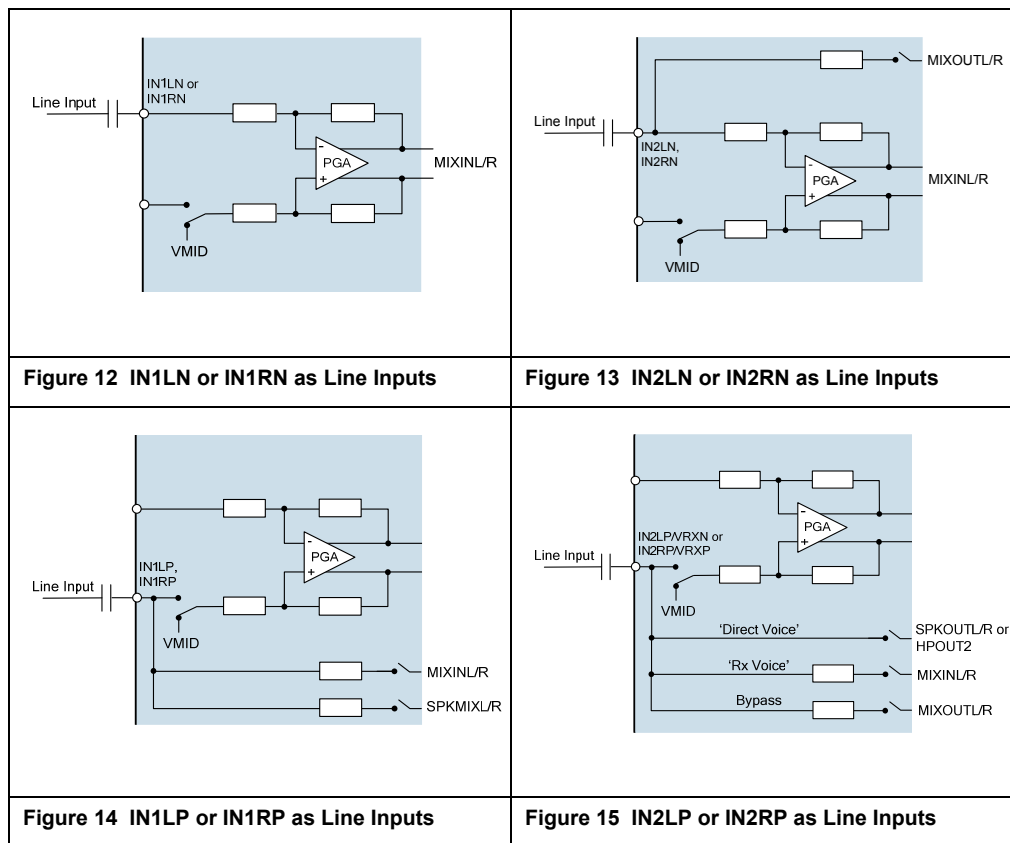 IN1LN or
IN1RN
Line Input
PGA
-
+
MIXINL/R
VMID
Figure 12 IN1LN or IN1RN as Line Inputs
MIXOUTL/R
Line Input
IN2LN,
IN2RN
-
PGA
+
MIXINL/R
VMID
Figure 13 IN2LN or IN2RN as Line Inputs
-
PGA
+
IN1LP,
IN1RP
Line Input
VMID
MIXINL/R
SPKMIXL/R
Figure 14 IN1LP or IN1RP as Line Inputs
-
PGA
+
IN2LP/VRXN or
IN2RP/VRXP
Line Input
VMID
'Direct Voice'
SPKOUTL/R or
HPOUT2
'Rx Voice'
MIXINL/R
Bypass
MIXOUTL/R
Figure 15 IN2LP or IN2RP as Line Inputs